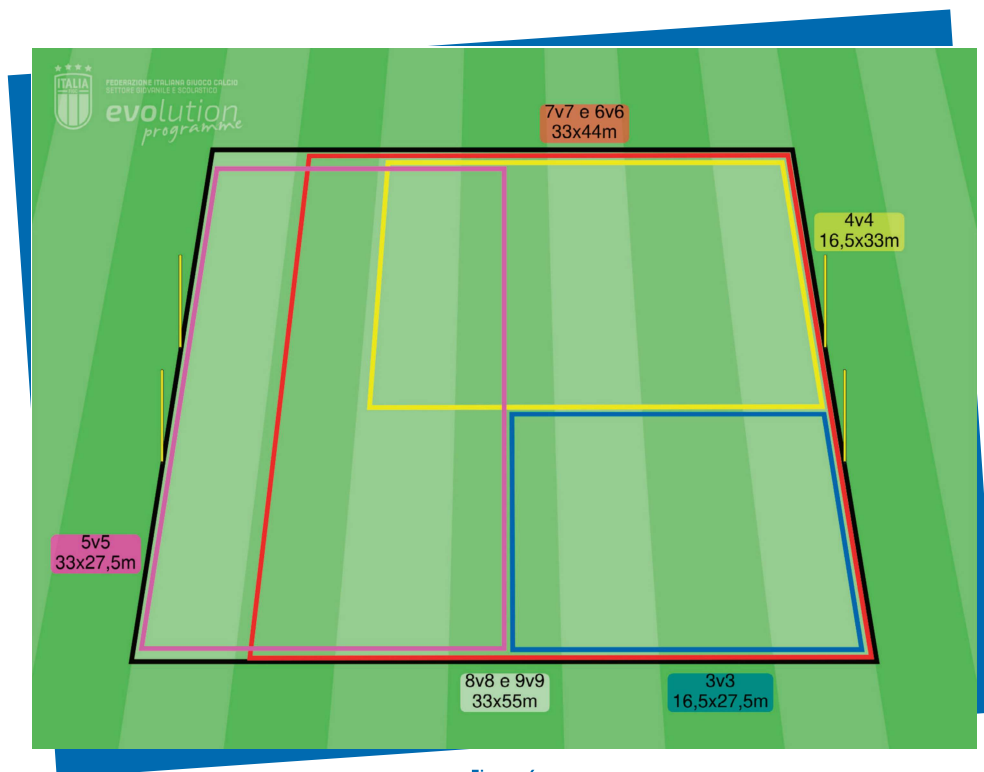 ITALIA
FEDERAZIONE ITALIANA GIUOCO CALCIO
SETTORE GIOVANILE E SCOLASTICO
evolution
programme
7v7 e 6v6
33x44m
4v4
16,5x33m
5v5
33x27,5m
8v8 e 9v9
33x55m
3v3
16,5x27,5m